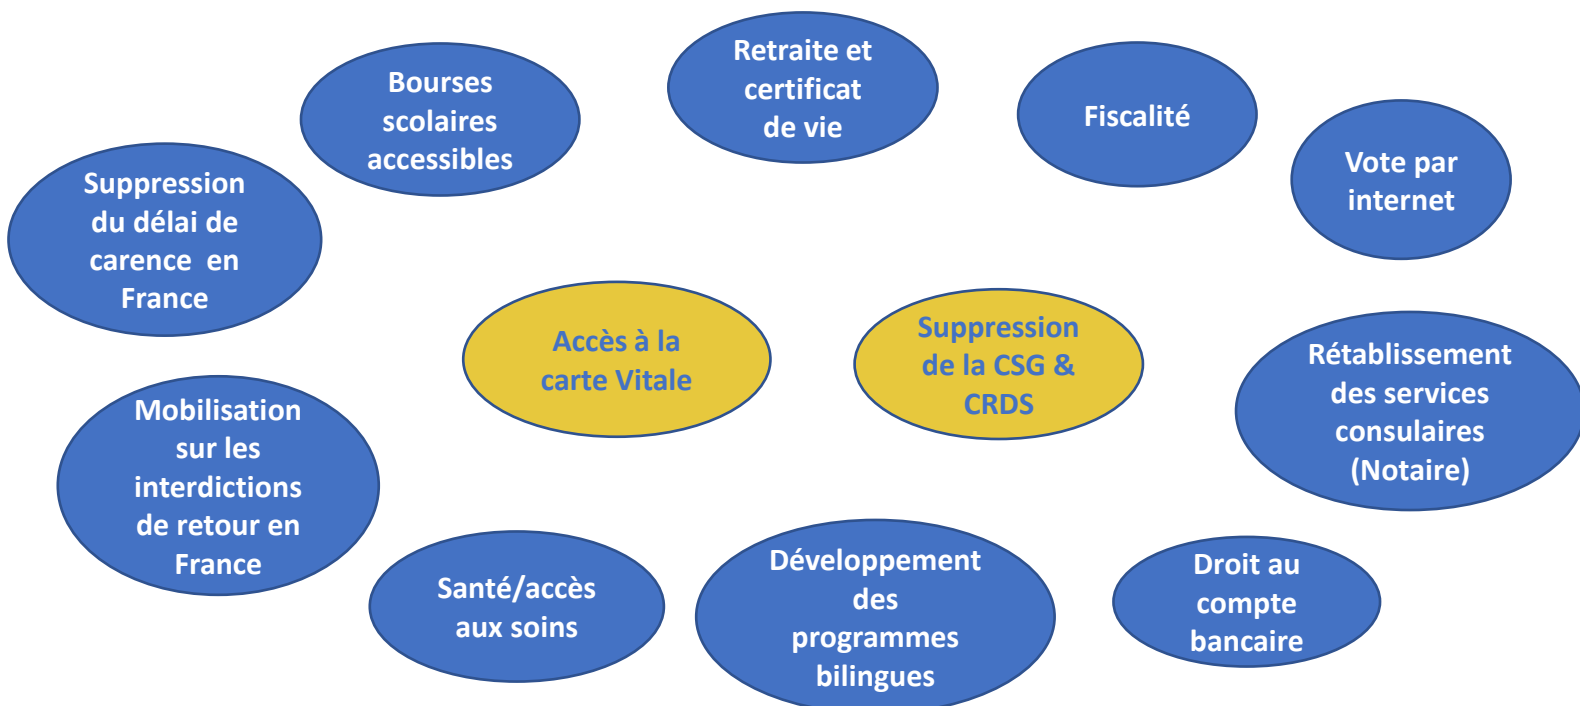 Retraite et
certificat
de vie
Bourses
scolaires
accessibles
Fiscalité
Vote par
internet
Suppression
du délai de
carence en
France
Accès à la
carte Vitale
Suppression
de la CSG &
CRDS
Rétablissement
des services
consulaires
(Notaire)
Mobilisation
sur les
interdictions
de retour en
France
Santé/accès
aux soins
Développement
des
programmes
bilingues
Droit au
compte
bancaire